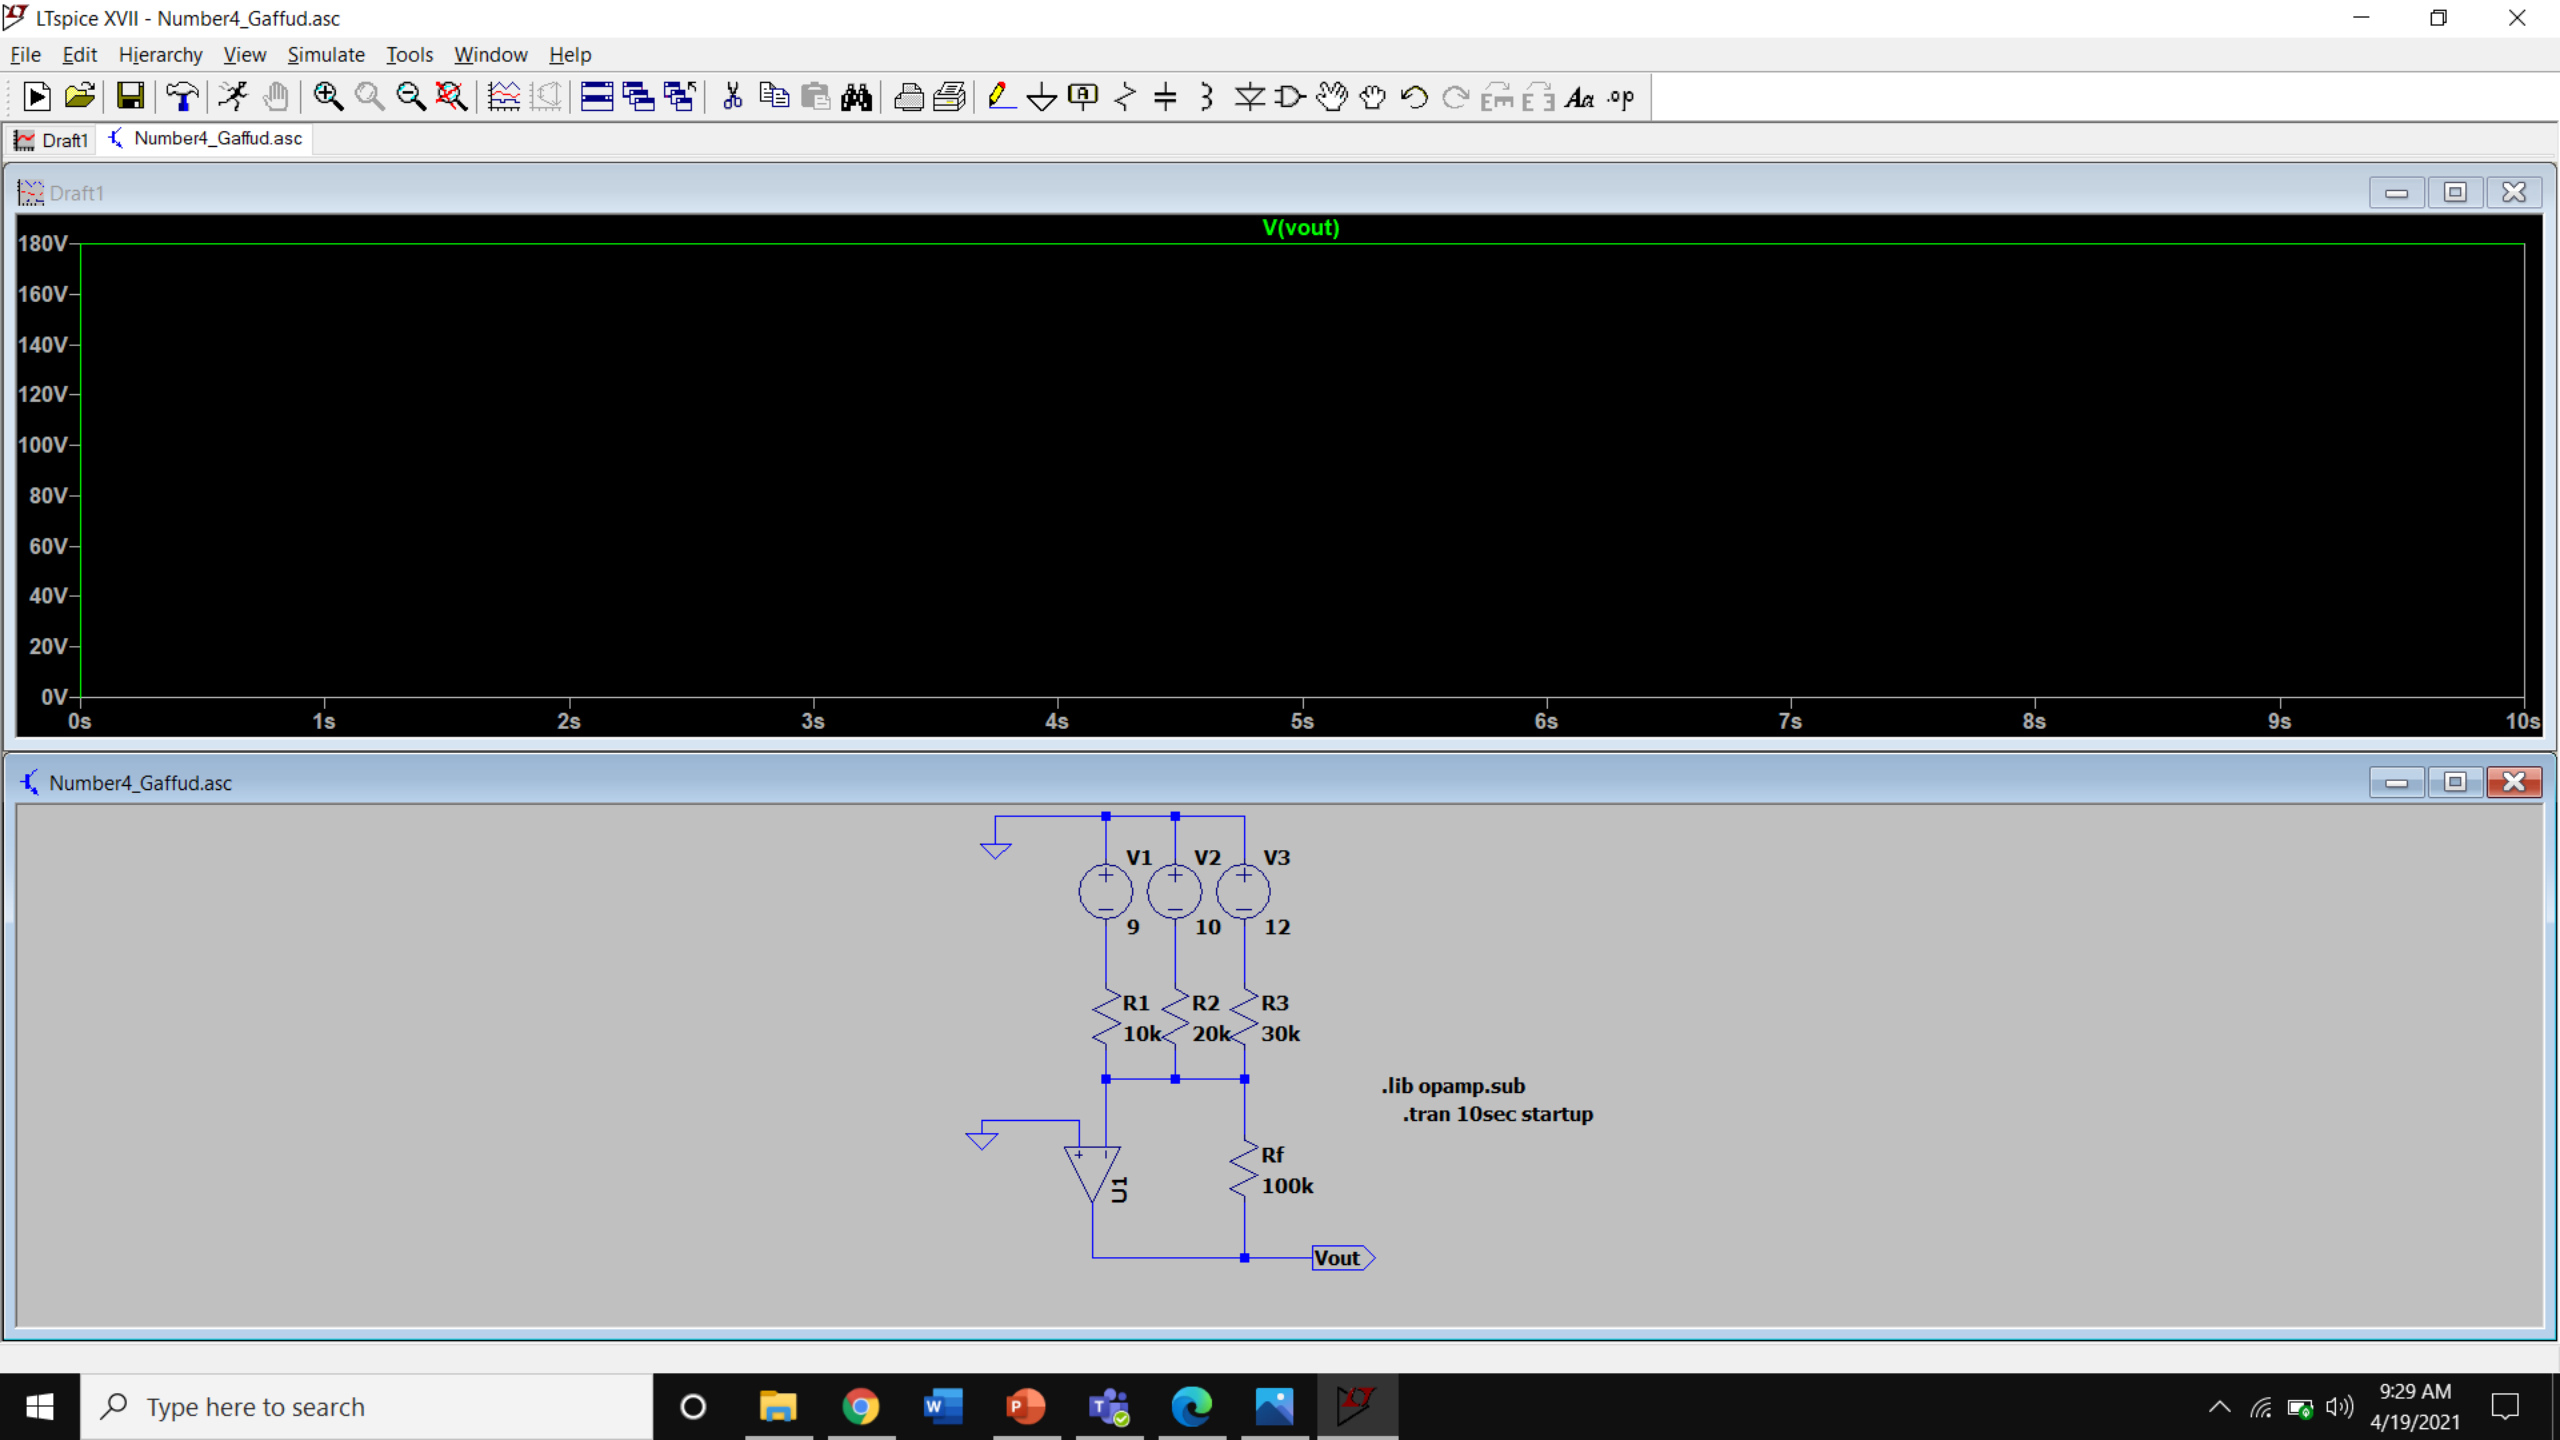 LTspice XVII - Number4_Gaffud.asc
File Edit Hierarchy View Simulate Tools Window Help
Aa .op
Draft1 Number4_Gaffud.asc
Draft1
V(vout)
180V
160V
140V
120V
100V
80V
60V
40V
20V
0V
0s 1s 2s 3s 4s 5s 6s 7s 8s 9s 10s
Number4_Gaffud.asc
V1 V2 V3
9 10 12
R1 R2 R3
10k 20k 30k
.lib opamp.sub
.tran 10sec startup
Rf
100k
U1
Vout
Type here to search
9:29 AM
4/19/2021